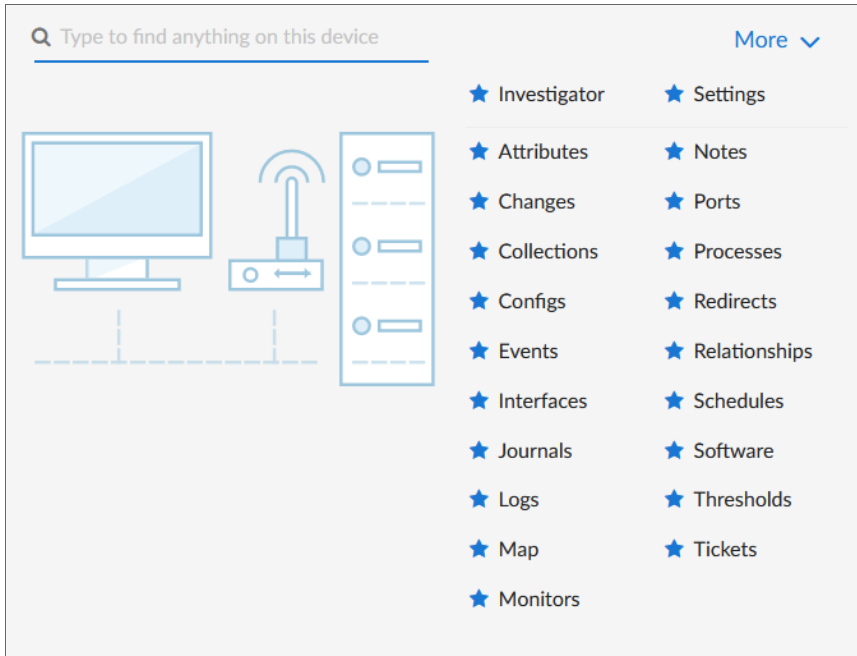 Type to find anything on this device
More
Investigator
Settings
Attributes
Notes
Changes
Ports
Collections
Processes
Configs
Redirects
Events
Relationships
Interfaces
Schedules
Journals
Software
Logs
Thresholds
Map
Tickets
Monitors